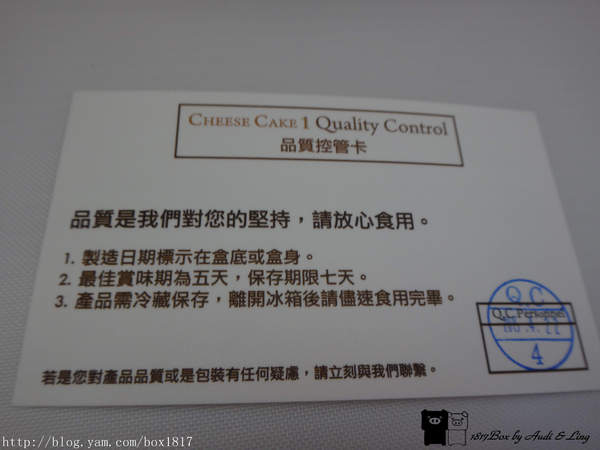 CHEESE CAKE 1 Quality Control
品質控管卡
品質是我們對您的堅持，請放心食用。
1. 製造日期標示在盒底或盒身。
2. 最佳賞味期為五天，保存期限七天。
3. 產品需冷藏保存，離開冰箱後請儘速食用完畢。
Q.C
Q.C Personnel
4. 22
4
若是您對產品品質或是包裝有任何疑慮，請立刻與我們聯繫。
http://blog.yam.com/box1817
1817Box by Audi & Ling